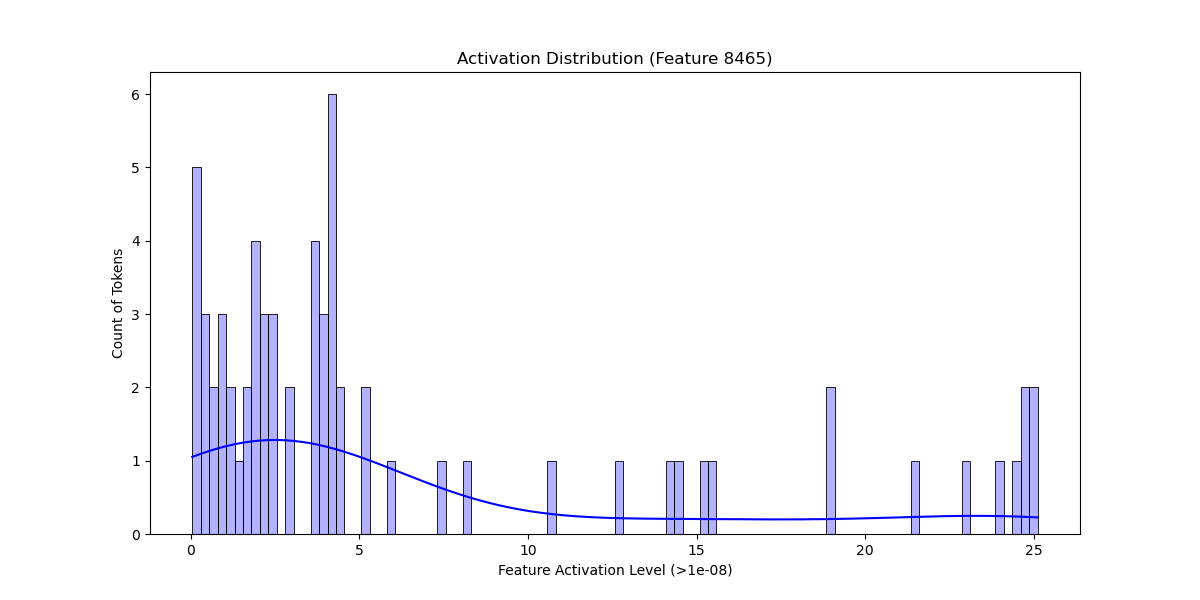 Activation Distribution (Feature 8465)
Count of Tokens
6
5
4
3
2
1
0
0 5 10 15 20 25
Feature Activation Level (>1e-08)